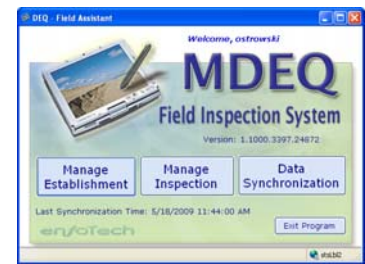 DEQ - Field Assistant
Welcome, ostrowski
MDEQ
Field Inspection System
Version: 1.1000.3397.24872
Manage Establishment
Manage Inspection
Data Synchronization
Last Synchronization Time: 5/18/2009 11:44:00 AM
enfoTech
Exit Program